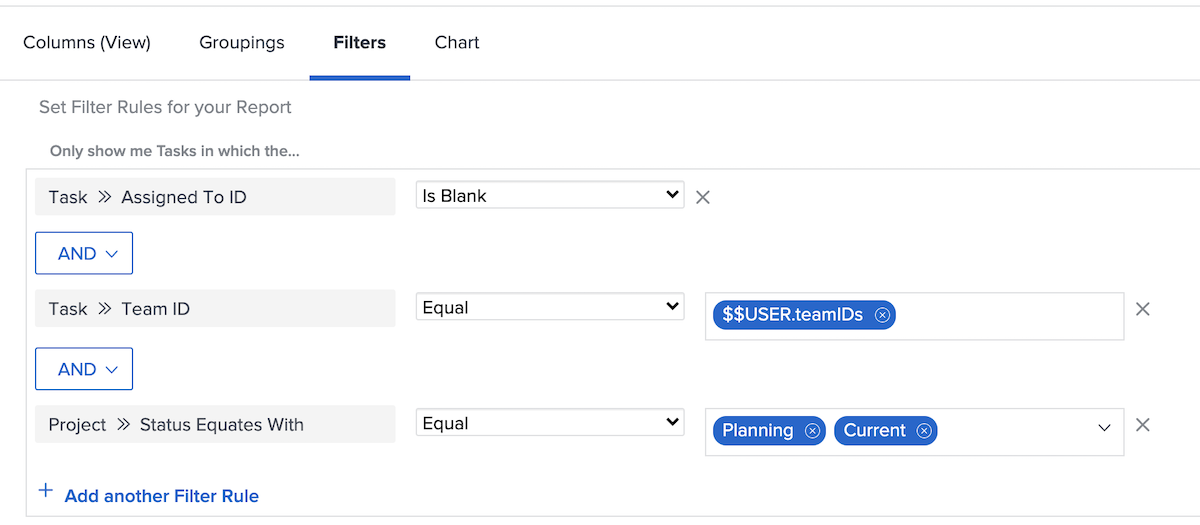 Columns (View) Groupings Filters Chart
Set Filter Rules for your Report
Only show me Tasks in which the...
Task >> Assigned To ID Is Blank
AND
Task >> Team ID Equal $$USER.teamIDs
AND
Project >> Status Equates With Equal Planning Current
+ Add another Filter Rule